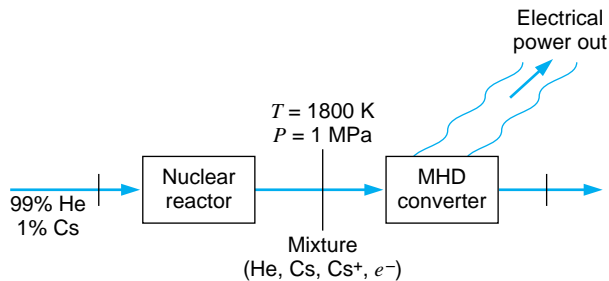 Electrical
power out
T = 1800 K
P = 1 MPa
Nuclear
reactor
MHD
converter
99% He
1% Cs
Mixture
(He, Cs, Cs⁺, e⁻)